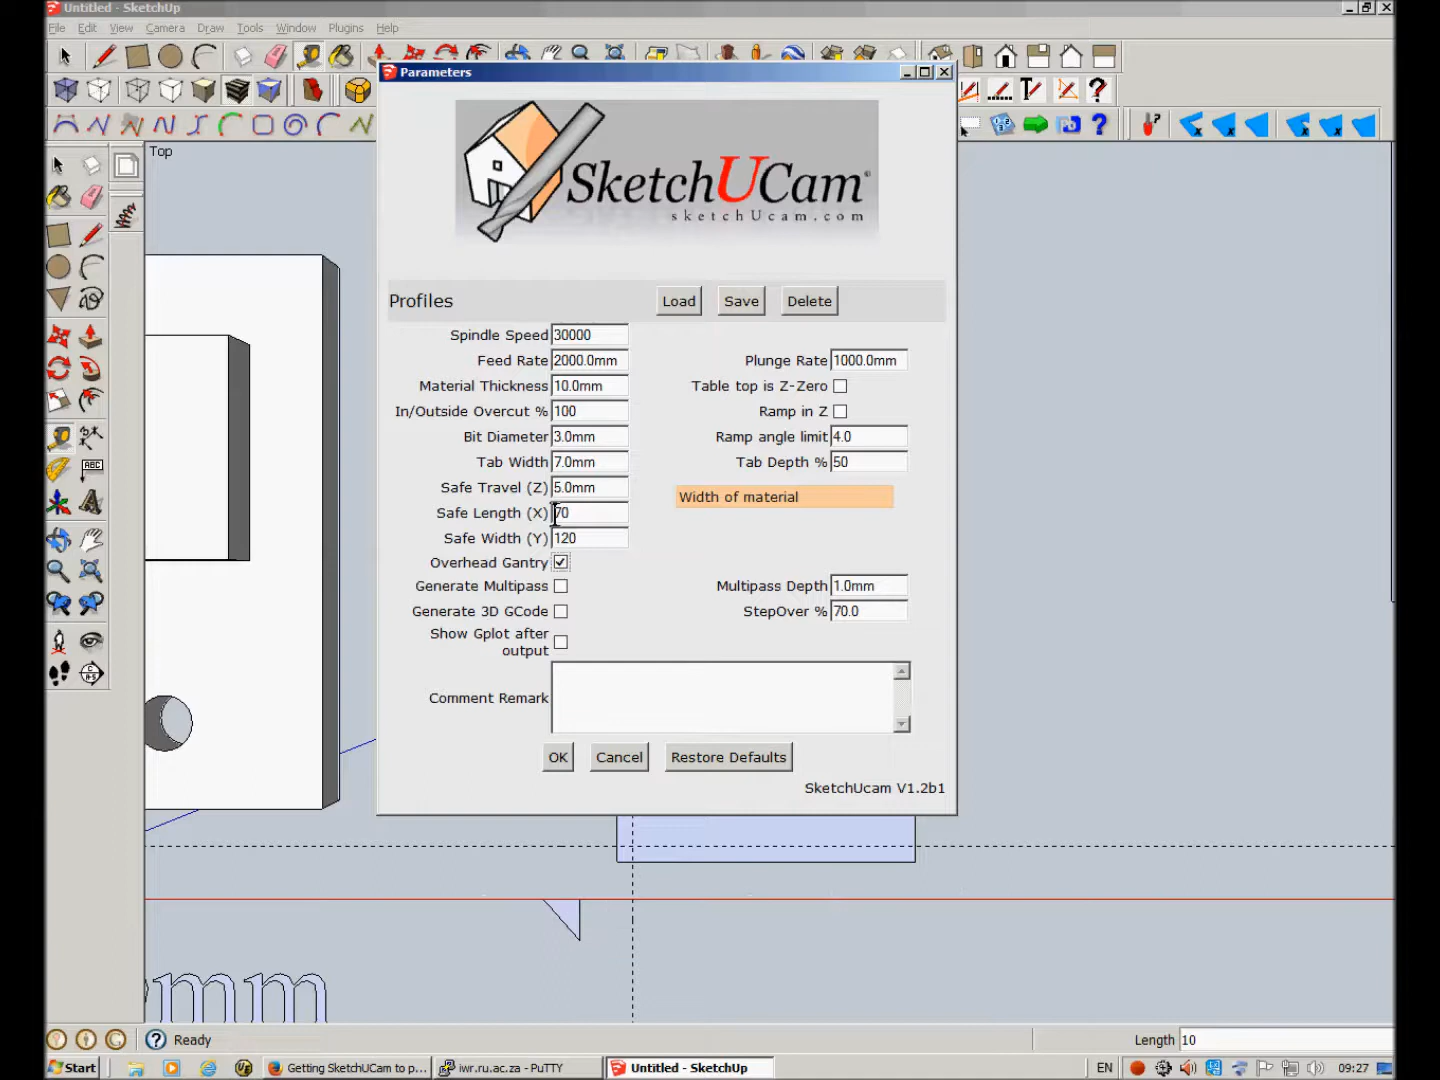 Untitled - SketchUp
File Edit View Camera Draw Tools Window Plugins Help
Parameters
Top
SketchUCam
sketchUcam.com
Profiles Load Save Delete
Spindle Speed 30000
Feed Rate 2000.0mm Plunge Rate 1000.0mm
Material Thickness 10.0mm Table top is Z-Zero
In/Outside Overcut % 100 Ramp in Z
Bit Diameter 3.0mm Ramp angle limit 4.0
Tab Width 7.0mm Tab Depth % 50
Safe Travel (Z) 5.0mm Width of material
Safe Length (X) 70
Safe Width (Y) 120
Overhead Gantry
Generate Multipass Multipass Depth 1.0mm
Generate 3D GCode StepOver % 70.0
Show Gplot after
output
Comment Remark
OK Cancel Restore Defaults
SketchUcam V1.2b1
ABC
mm
Ready Length 10
Start Getting SketchUCam to p... iwr.ru.ac.za - PuTTY Untitled - SketchUp EN 09:27